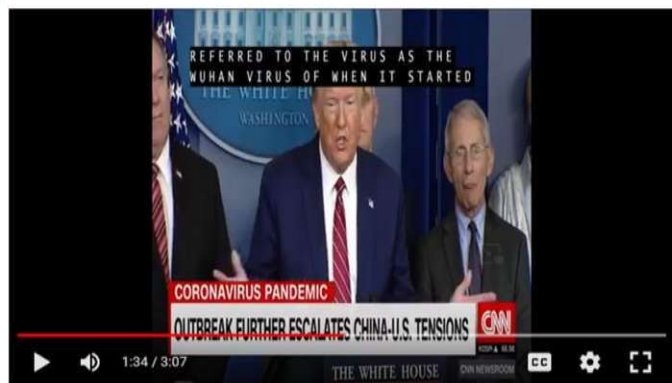 REFERRED TO THE VIRUS AS THE
WUHAN VIRUS OF WHEN IT STARTED
THE WHITE H
WASHINGTON
CORONAVIRUS PANDEMIC
OUTBREAK FURTHER ESCALATES CHINA-U.S. TENSIONS
CNN
1:34 / 3:07
THE WHITE HOUSE
CNN NEWSROOM
CC